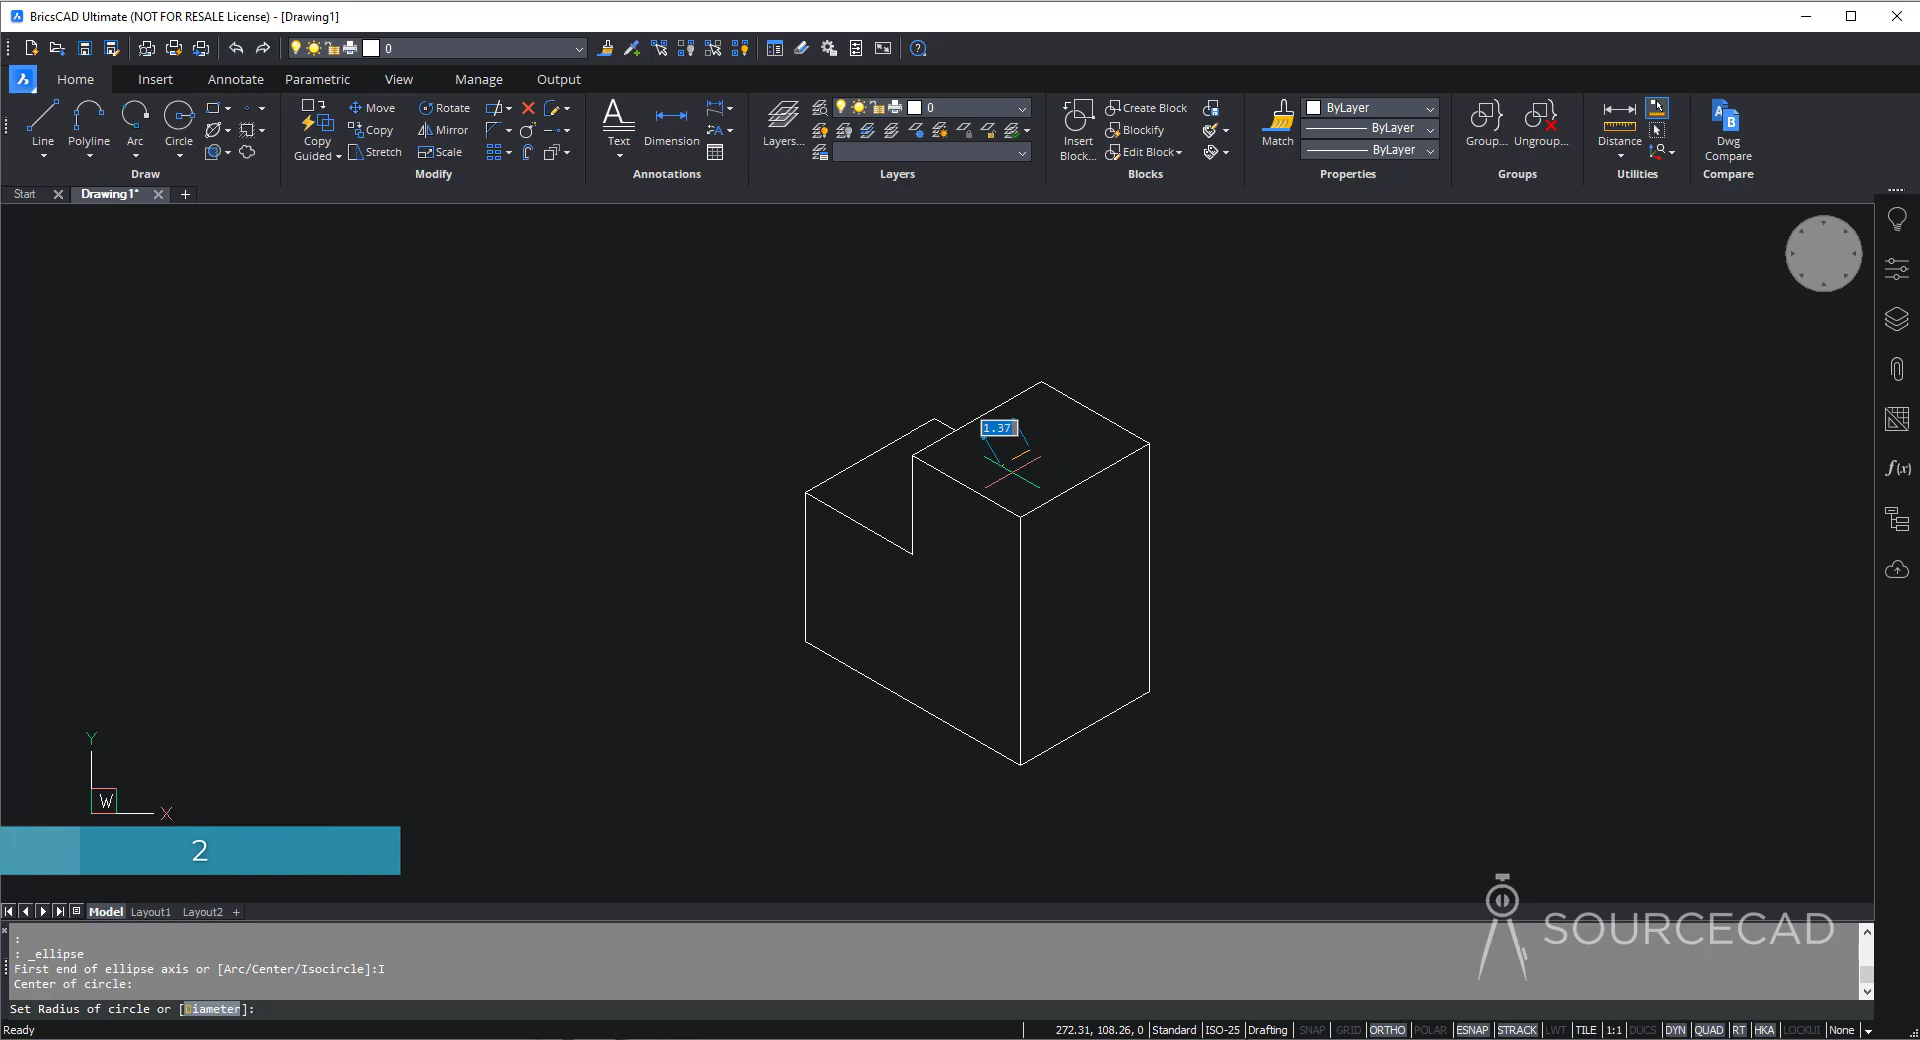 BricsCAD Ultimate (NOT FOR RESALE License) - [Drawing1]
0
Home Insert Annotate Parametric View Manage Output
Line Polyline Arc Circle
Draw
Copy Guided
Move Rotate
Copy Mirror
Stretch Scale
Modify
Text Dimension
Annotations
Layers...
0
Layers
Insert Block...
Create Block
Blockify
Edit Block
Blocks
Match
ByLayer
ByLayer
ByLayer
Properties
Group... Ungroup...
Groups
Distance
Utilities
Dwg Compare
Compare
Start Drawing1*
1.37
Y
W
X
2
f(x)
SOURCECAD
Model Layout1 Layout2 +
:
: _ellipse
First end of ellipse axis or [Arc/Center/Isocircle]:I
Center of circle:
Set Radius of circle or [Diameter]:
Ready
272.31, 108.26, 0 Standard ISO-25 Drafting SNAP GRID ORTHO POLAR ESNAP STRACK LWT TILE 1:1 DUCS DYN QUAD RT HKA LOCKUI None